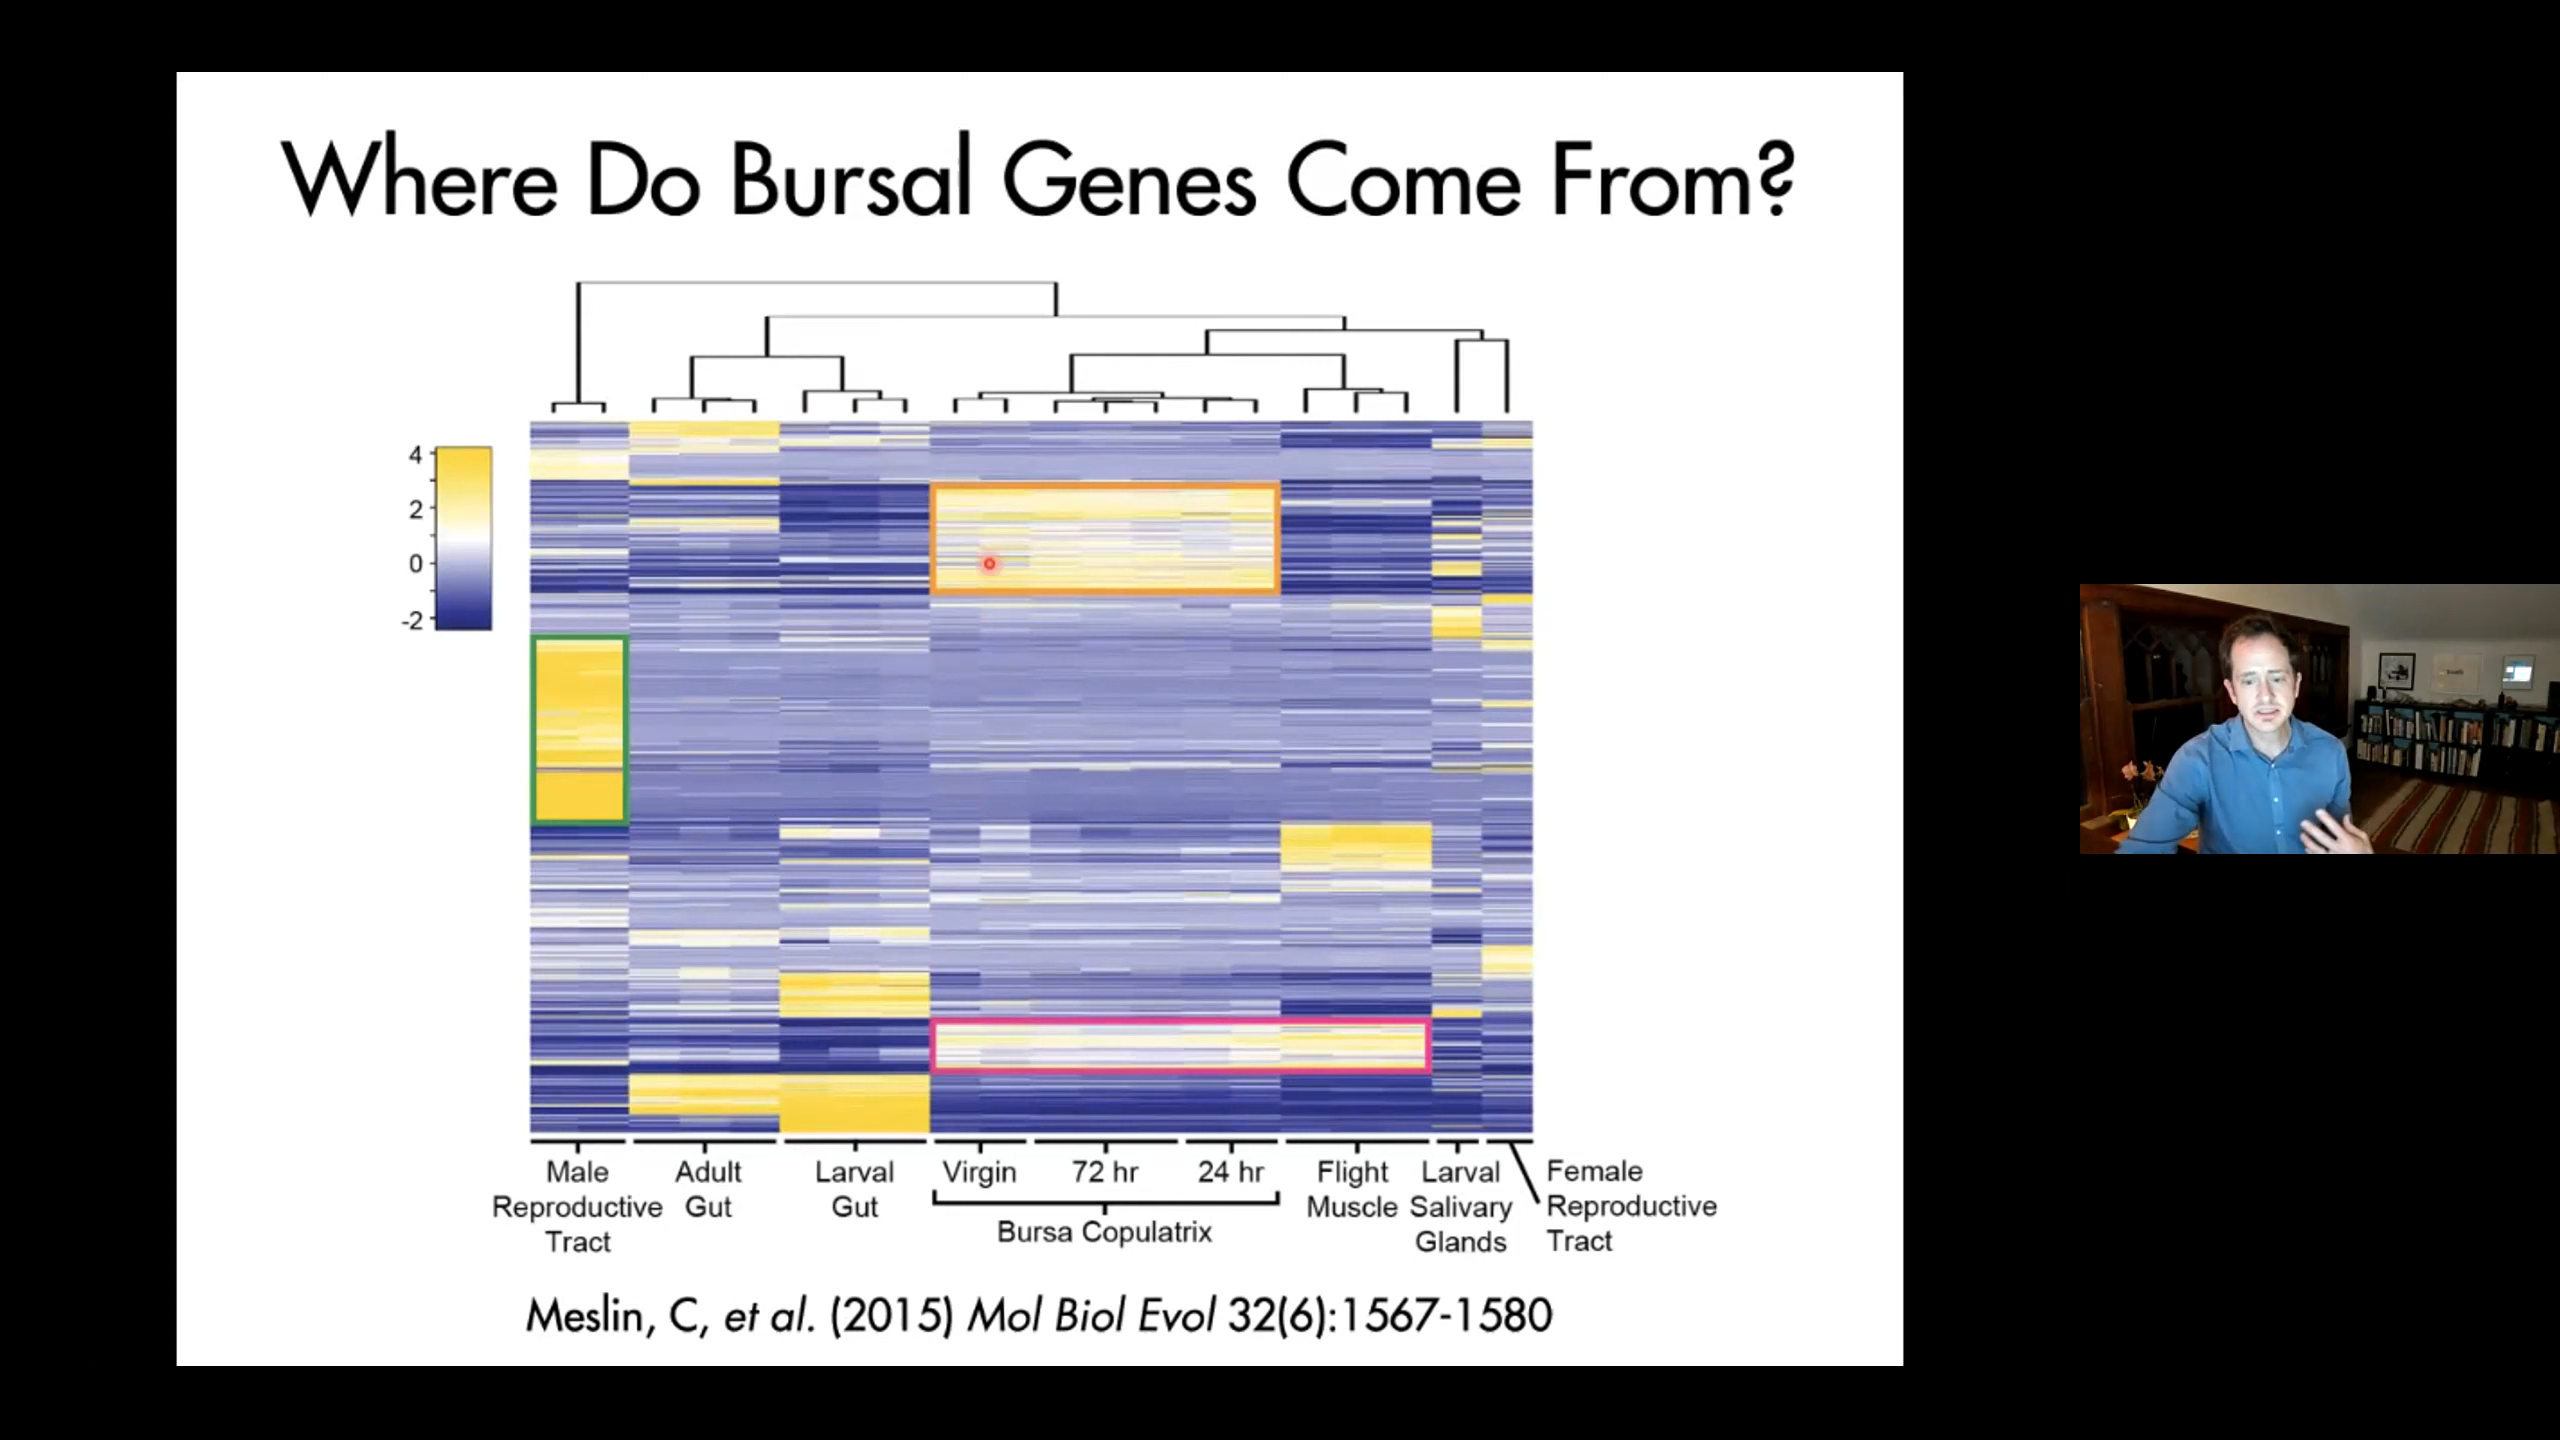 Where Do Bursal Genes Come From?
4
2
0
-2
Male
Reproductive
Tract
Adult
Gut
Larval
Gut
Virgin
72 hr
24 hr
Bursa Copulatrix
Flight
Muscle
Larval
Salivary
Glands
Female
Reproductive
Tract
Meslin, C, et al. (2015) Mol Biol Evol 32(6):1567-1580